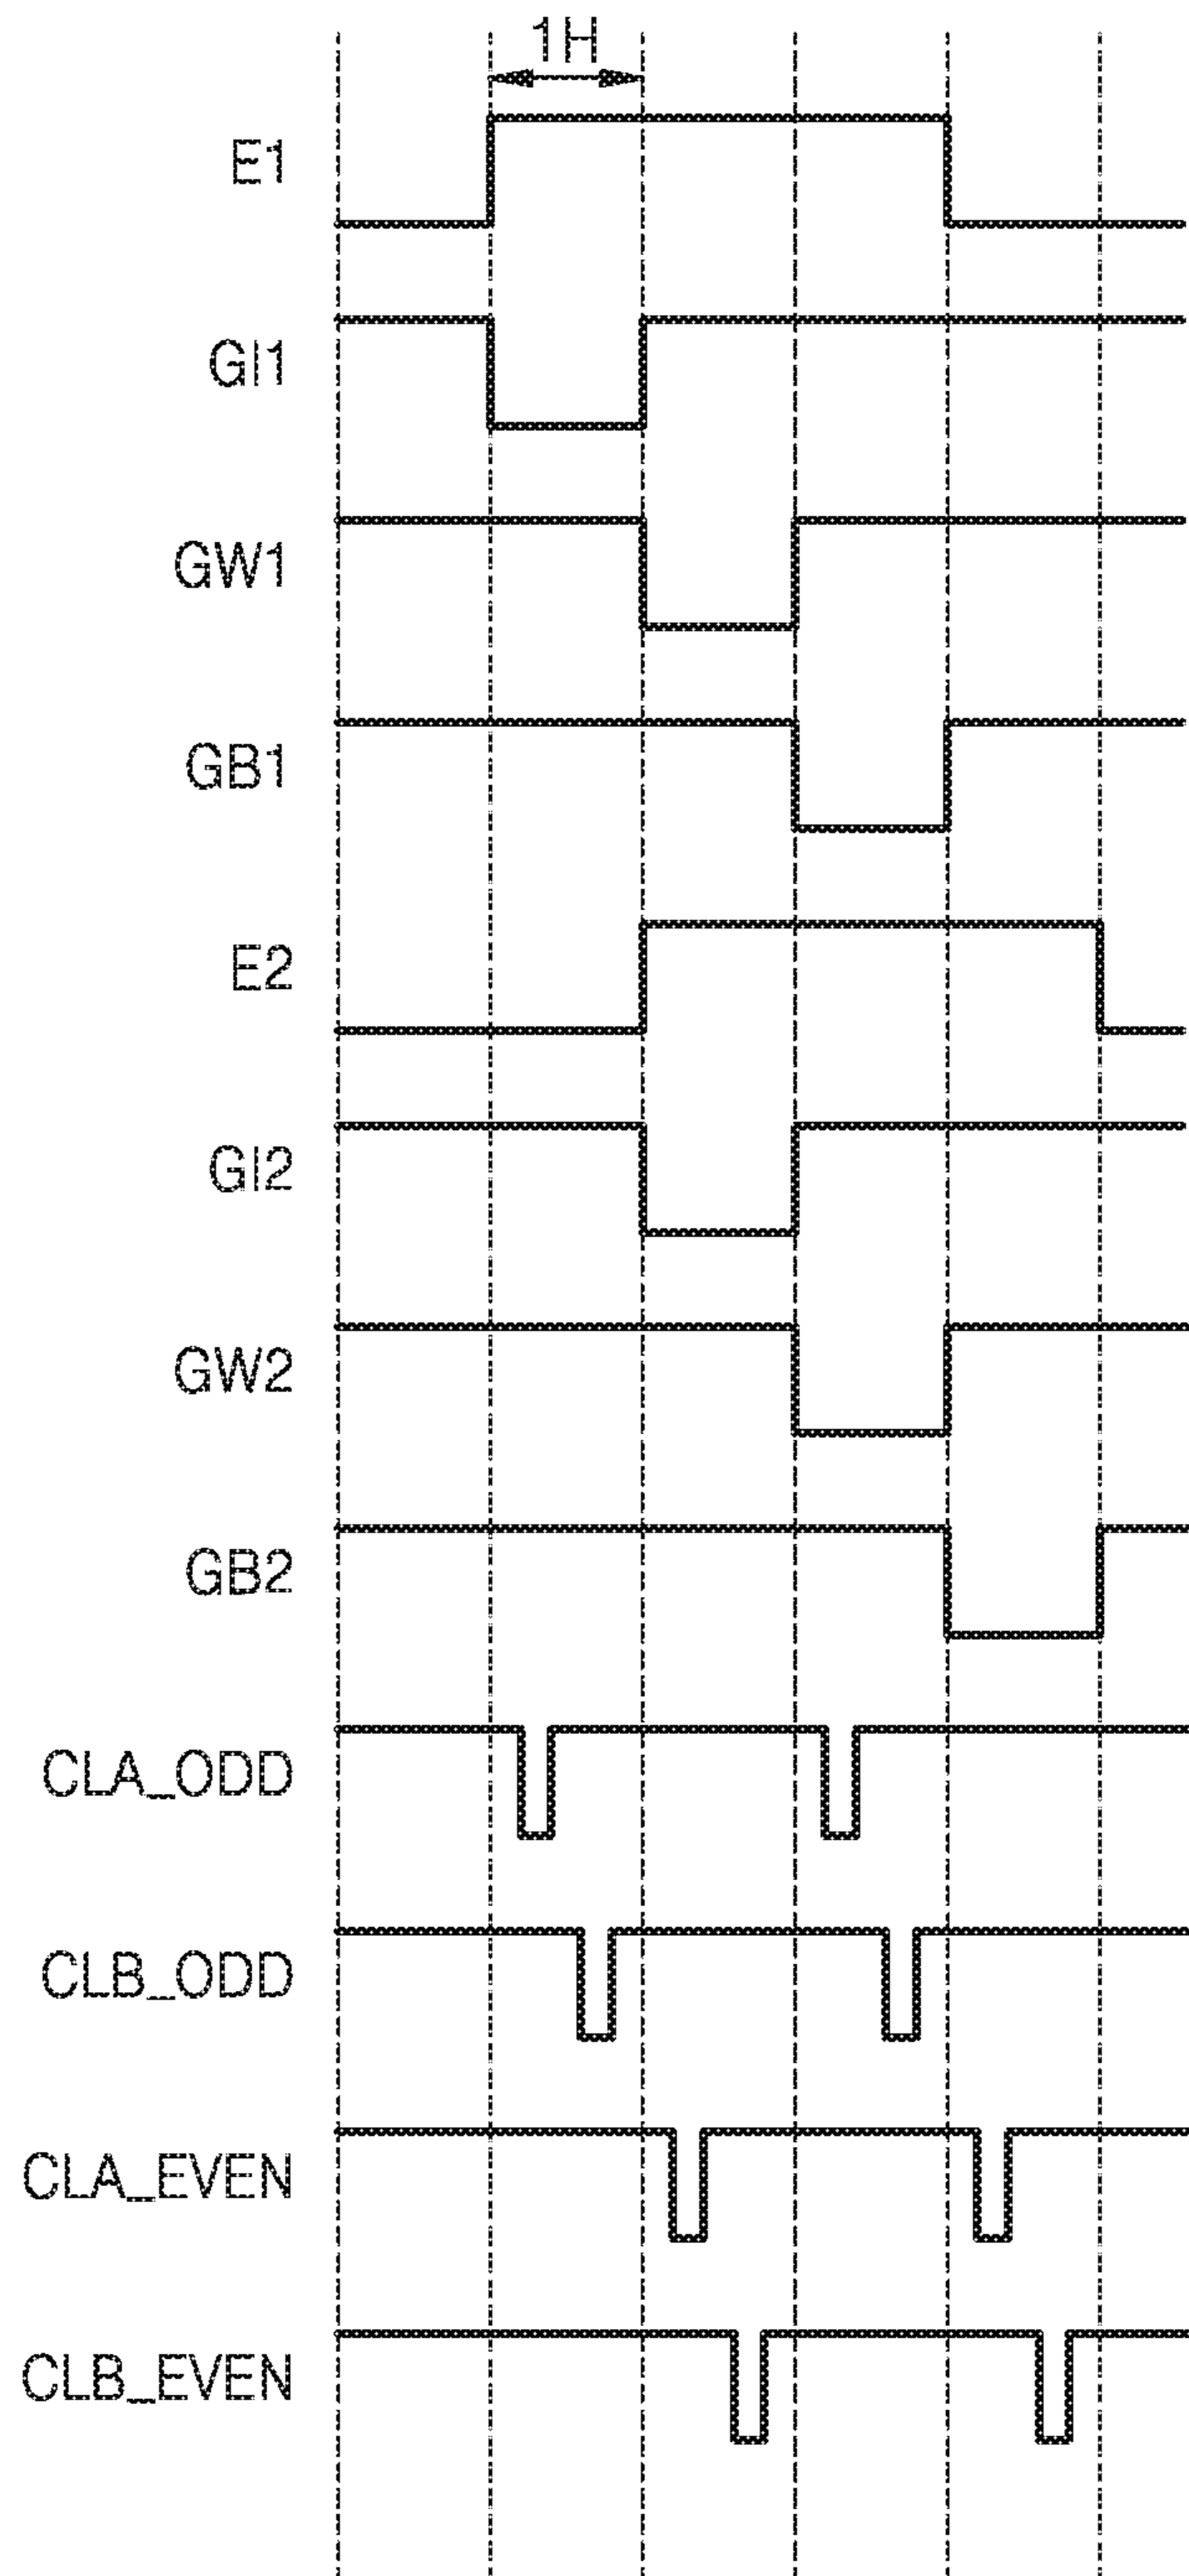 1H
E1
GI1
GW1
GB1
E2
GI2
GW2
GB2
CLA_ODD
CLB_ODD
CLA_EVEN
CLB_EVEN